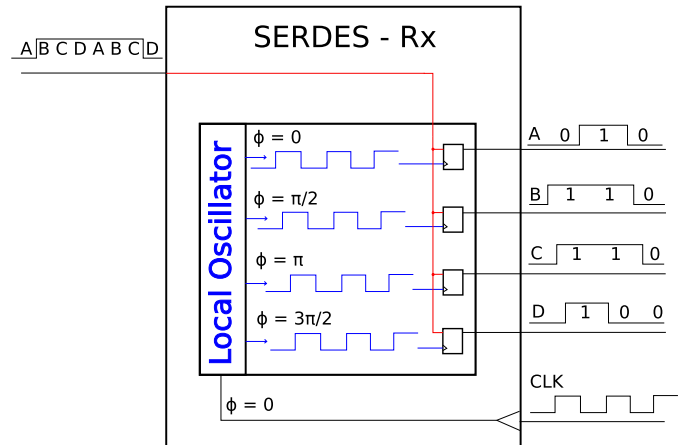 SERDES - Rx
A B C D A B C D
Local Oscillator
ϕ = 0
ϕ = π/2
ϕ = π
ϕ = 3π/2
ϕ = 0
A 0 1 0
B 1 1 0
C 1 1 0
D 1 0 0
CLK